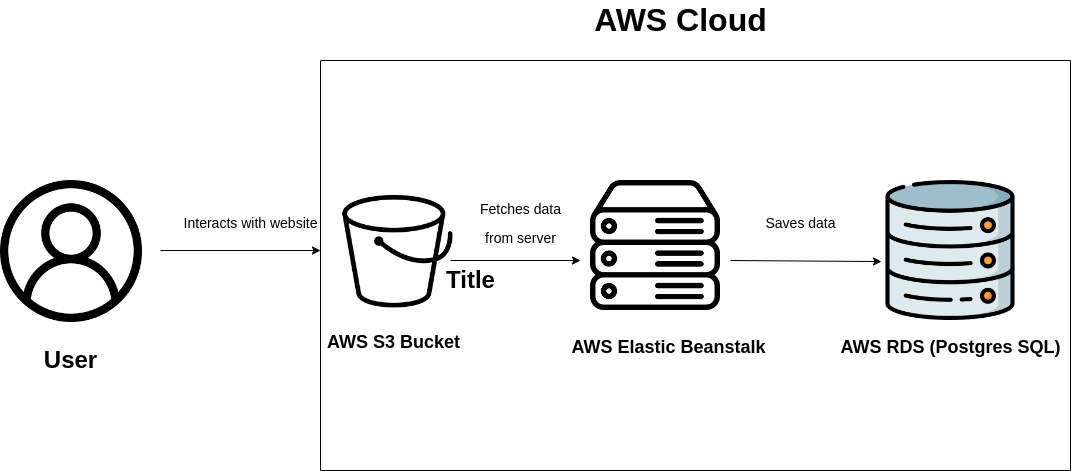 AWS Cloud
Interacts with website
Fetches data
from server
Saves data
Title
AWS S3 Bucket
AWS Elastic Beanstalk
AWS RDS (Postgres SQL)
User